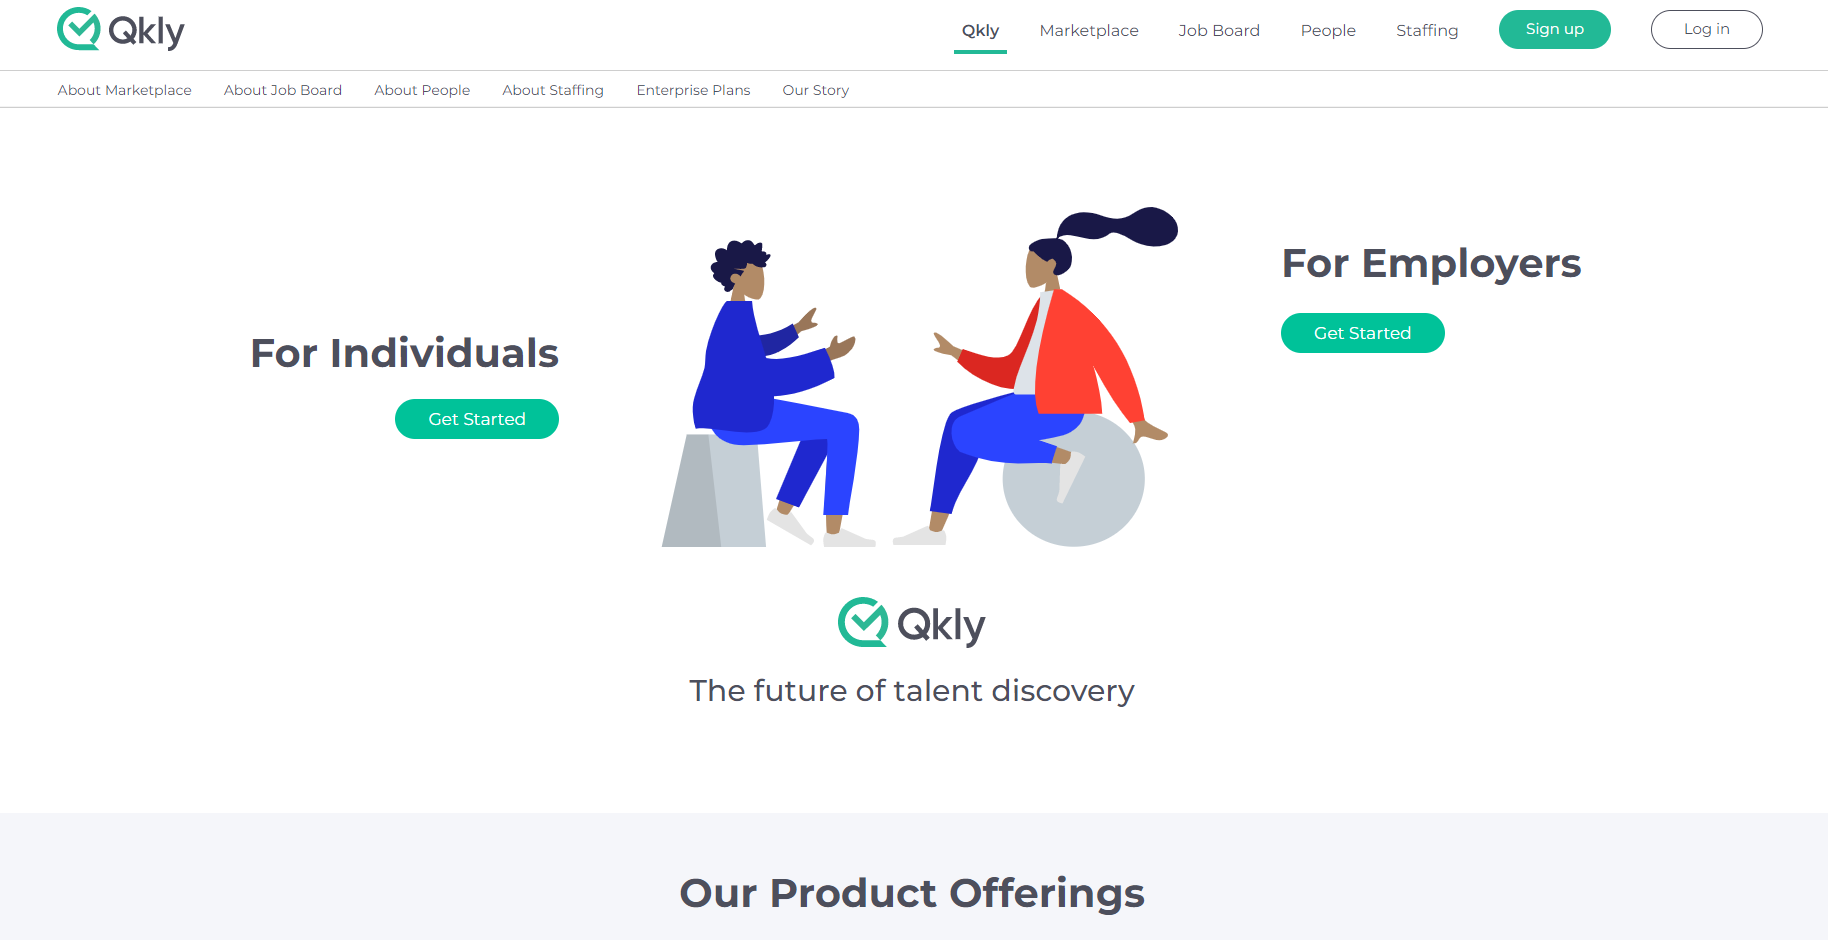 Qkly
Qkly Marketplace Job Board People Staffing Sign up Log in
About Marketplace About Job Board About People About Staffing Enterprise Plans Our Story
For Individuals
Get Started
For Employers
Get Started
Qkly
The future of talent discovery
Our Product Offerings